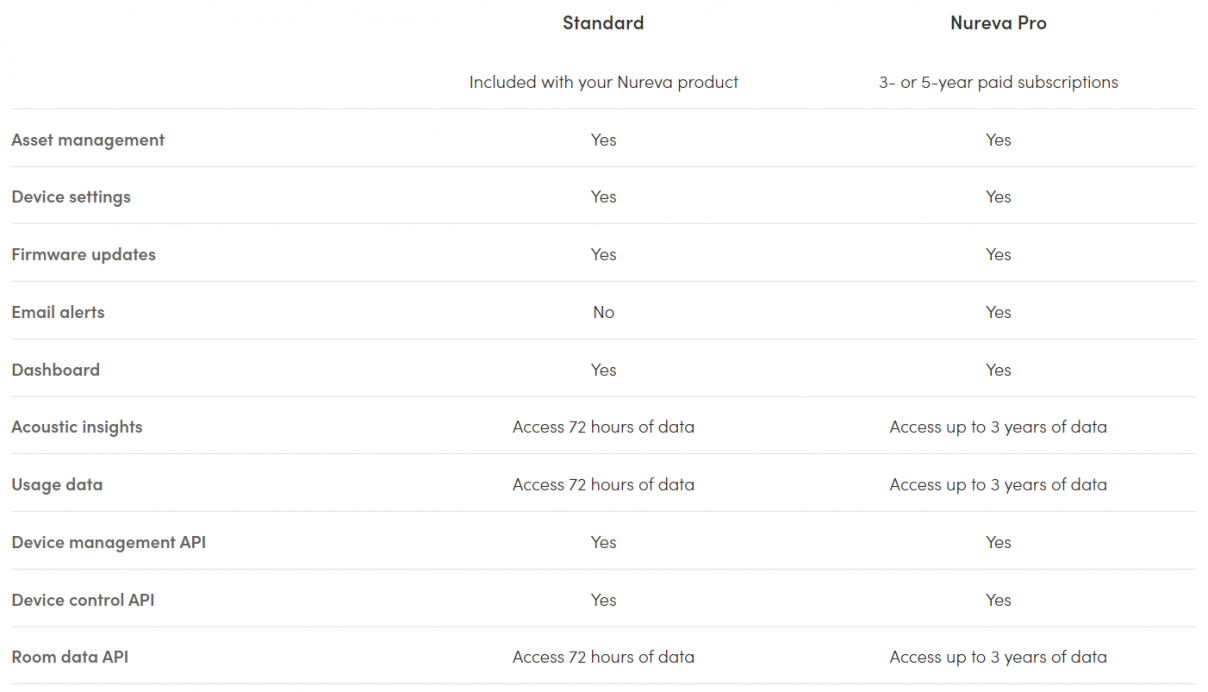 Standard Nureva Pro
Included with your Nureva product 3- or 5-year paid subscriptions
Asset management Yes Yes
Device settings Yes Yes
Firmware updates Yes Yes
Email alerts No Yes
Dashboard Yes Yes
Acoustic insights Access 72 hours of data Access up to 3 years of data
Usage data Access 72 hours of data Access up to 3 years of data
Device management API Yes Yes
Device control API Yes Yes
Room data API Access 72 hours of data Access up to 3 years of data